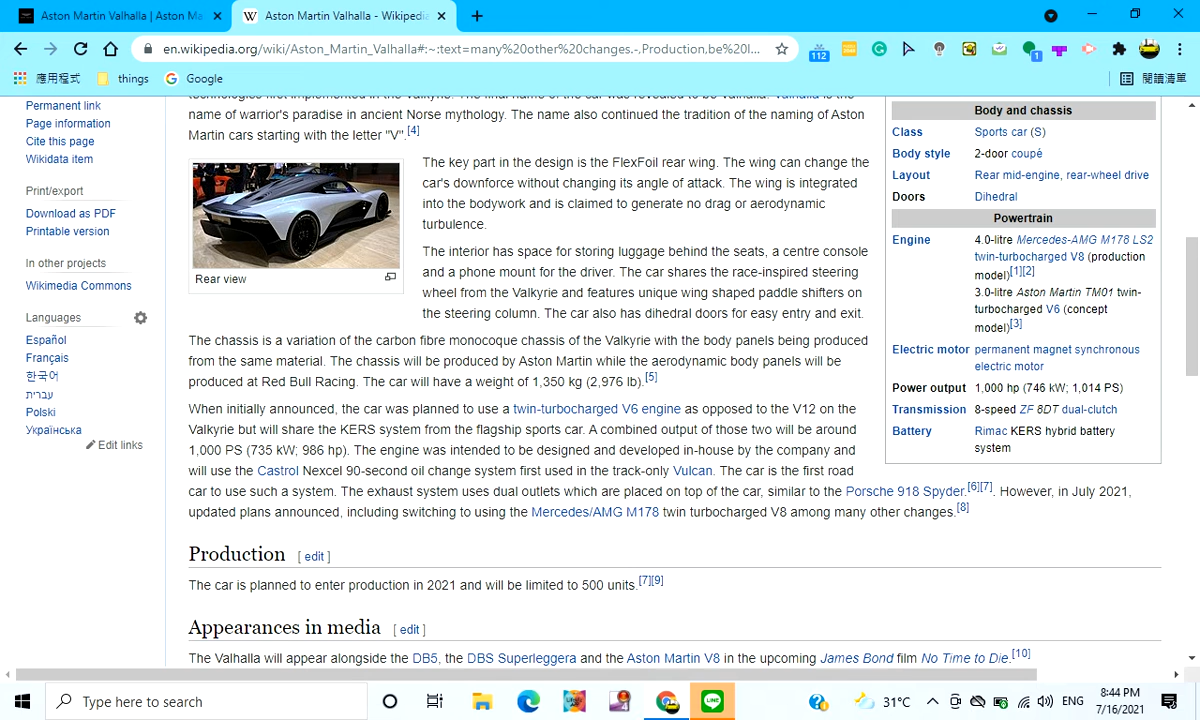 Aston Martin Valhalla | Aston Ma
Aston Martin Valhalla - Wikipedia
en.wikipedia.org/wiki/Aston_Martin_Valhalla#:~:text=many%20other%20changes.-,Production,be%20l...
112
1
應用程式
things
Google
閱讀清單
Permanent link
Page information
Cite this page
Wikidata item
Print/export
Download as PDF
Printable version
In other projects
Wikimedia Commons
Languages
Español
Français
한국어
עברית
Polski
Українська
Edit links
technologies first implemented in the Valkyrie. The final name of the car was revealed to be Valhalla. Valhalla is the
name of warrior's paradise in ancient Norse mythology. The name also continued the tradition of the naming of Aston
Martin cars starting with the letter "V".[4]
Rear view
The key part in the design is the FlexFoil rear wing. The wing can change the
car's downforce without changing its angle of attack. The wing is integrated
into the bodywork and is claimed to generate no drag or aerodynamic
turbulence.
The interior has space for storing luggage behind the seats, a centre console
and a phone mount for the driver. The car shares the race-inspired steering
wheel from the Valkyrie and features unique wing shaped paddle shifters on
the steering column. The car also has dihedral doors for easy entry and exit.
The chassis is a variation of the carbon fibre monocoque chassis of the Valkyrie with the body panels being produced
from the same material. The chassis will be produced by Aston Martin while the aerodynamic body panels will be
produced at Red Bull Racing. The car will have a weight of 1,350 kg (2,976 lb).[5]
When initially announced, the car was planned to use a twin-turbocharged V6 engine as opposed to the V12 on the
Valkyrie but will share the KERS system from the flagship sports car. A combined output of those two will be around
1,000 PS (735 kW; 986 hp). The engine was intended to be designed and developed in-house by the company and
will use the Castrol Nexcel 90-second oil change system first used in the track-only Vulcan. The car is the first road
car to use such a system. The exhaust system uses dual outlets which are placed on top of the car, similar to the Porsche 918 Spyder.[6][7]. However, in July 2021,
updated plans announced, including switching to using the Mercedes/AMG M178 twin turbocharged V8 among many other changes.[8]
Production [ edit ]
The car is planned to enter production in 2021 and will be limited to 500 units.[7][9]
Appearances in media [ edit ]
The Valhalla will appear alongside the DB5, the DBS Superleggera and the Aston Martin V8 in the upcoming James Bond film No Time to Die.[10]
Body and chassis
Class Sports car (S)
Body style 2-door coupé
Layout Rear mid-engine, rear-wheel drive
Doors Dihedral
Powertrain
Engine 4.0-litre Mercedes-AMG M178 LS2
twin-turbocharged V8 (production
model)[1][2]
3.0-litre Aston Martin TM01 twin-
turbocharged V6 (concept
model)[3]
Electric motor permanent magnet synchronous
electric motor
Power output 1,000 hp (746 kW; 1,014 PS)
Transmission 8-speed ZF 8DT dual-clutch
Battery Rimac KERS hybrid battery
system
Type here to search
LINE
31°C
ENG
8:44 PM
7/16/2021